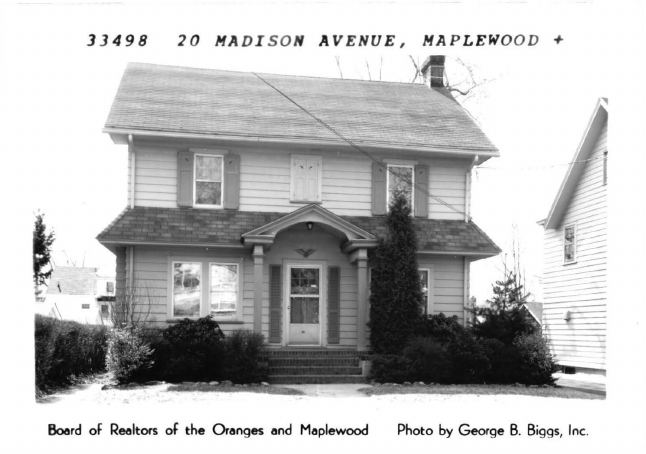 33498 20 MADISON AVENUE, MAPLEWOOD +
Board of Realtors of the Oranges and Maplewood Photo by George B. Biggs, Inc.